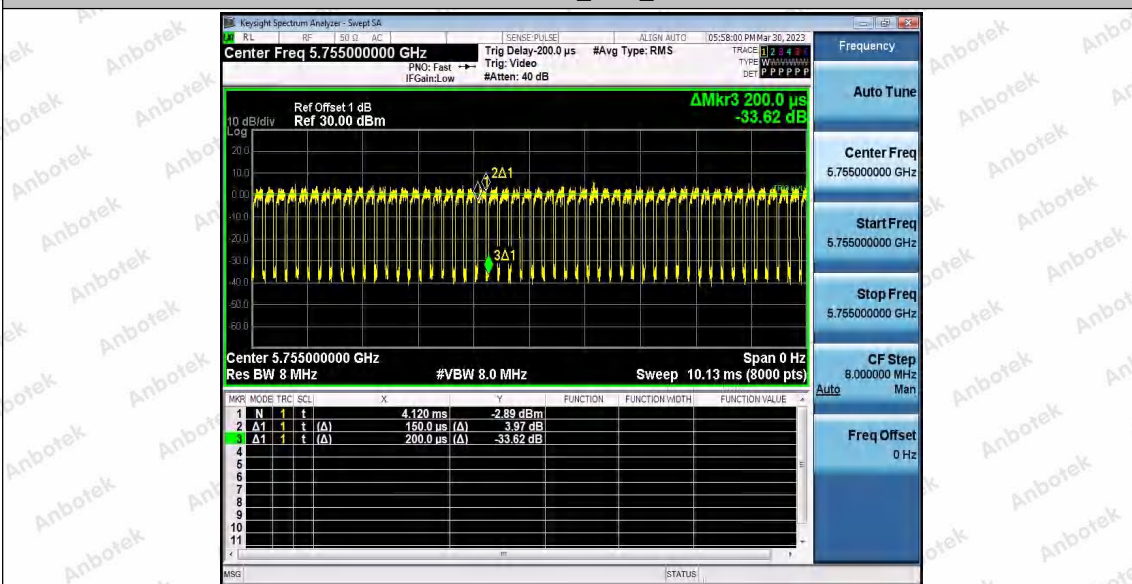 Keysight Spectrum Analyzer - Swept SA
RL RF 50 Ω AC SENSE:PULSE ALIGN AUTO 05:58:00 PM Mar 30, 2023
Center Freq 5.755000000 GHz
PNO: Fast
IFGain:Low
Trig Delay-200.0 µs
Trig: Video
#Atten: 40 dB
#Avg Type: RMS
TRACE 1 2 3 4 5 6
TYPE W
DET P P P P P P
ΔMkr3 200.0 µs
-33.62 dB
Ref Offset 1 dB
10 dB/div Ref 30.00 dBm
Log
20.0
10.0
0.00
-10.0
-20.0
-30.0
-40.0
-50.0
-60.0
2Δ1
3Δ1
Center 5.755000000 GHz Span 0 Hz
Res BW 8 MHz #VBW 8.0 MHz Sweep 10.13 ms (8000 pts)
MKR MODE TRC SCL X Y FUNCTION FUNCTION WIDTH FUNCTION VALUE
1 N 1 t 4.120 ms -2.89 dBm
2 Δ1 1 t (Δ) 150.0 µs (Δ) 3.97 dB
3 Δ1 1 t (Δ) 200.0 µs (Δ) -33.62 dB
4
5
6
7
8
9
10
11
MSG STATUS
Frequency
Auto Tune
Center Freq
5.755000000 GHz
Start Freq
5.755000000 GHz
Stop Freq
5.755000000 GHz
CF Step
8.000000 MHz
Auto Man
Freq Offset
0 Hz
Anbotek